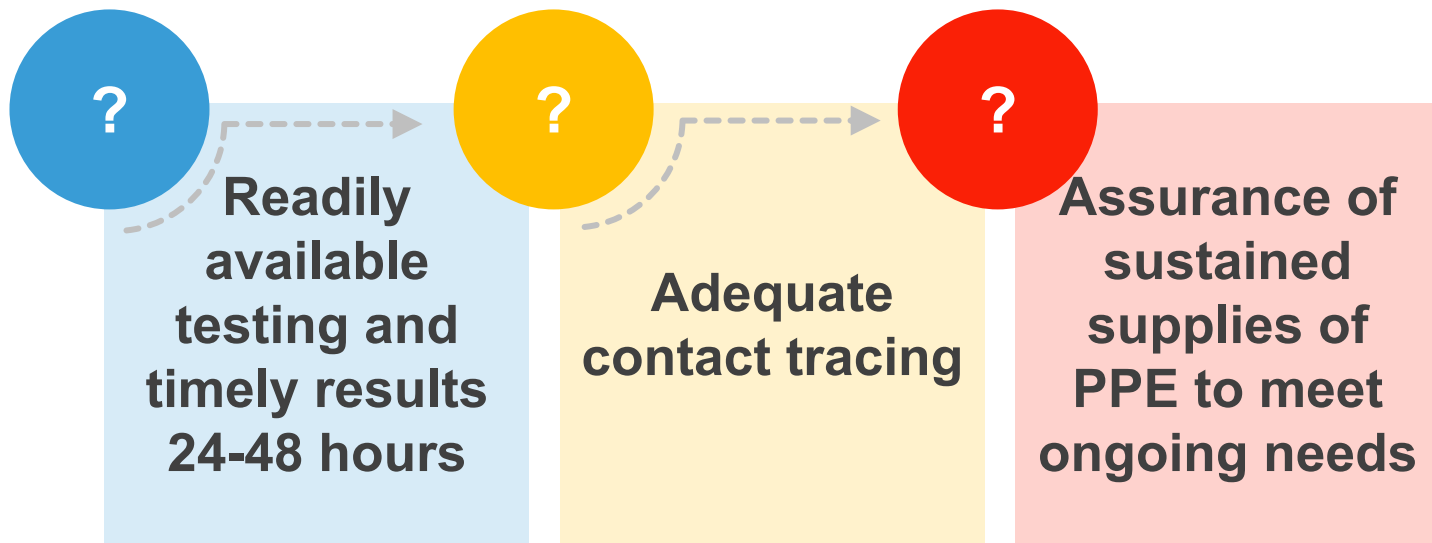 ?
Readily
available
testing and
timely results
24-48 hours
?
Adequate
contact tracing
?
Assurance of
sustained
supplies of
PPE to meet
ongoing needs